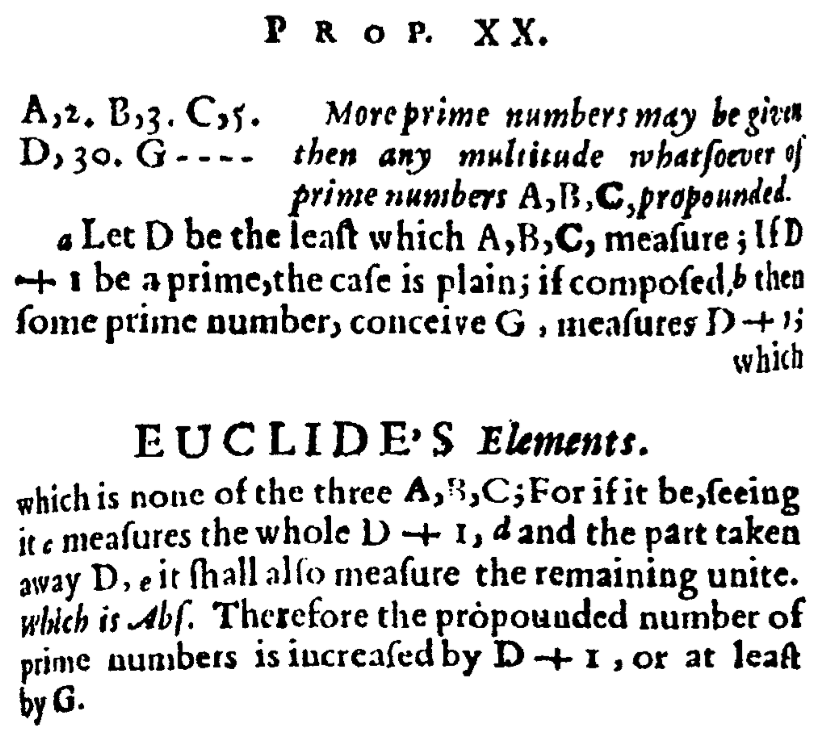 PROP. XX.
A,2. B,3. C,5. More prime numbers may be given
D, 30. G ---- then any multitude whatſoever of
prime numbers A,B,C,propounded.
a Let D be the leaſt which A,B,C, meaſure; If D
+ 1 be a prime,the caſe is plain; if compoſed,b then
ſome prime number, conceive G , meaſures D + 1;
which
EUCLIDE'S Elements.
which is none of the three A,B,C; For if it be,ſeeing
it c meaſures the whole D + 1, d and the part taken
away D, e it ſhall alſo meaſure the remaining unite.
Which is Abſ. Therefore the propounded number of
prime numbers is increaſed by D + 1 , or at leaſt
by G.